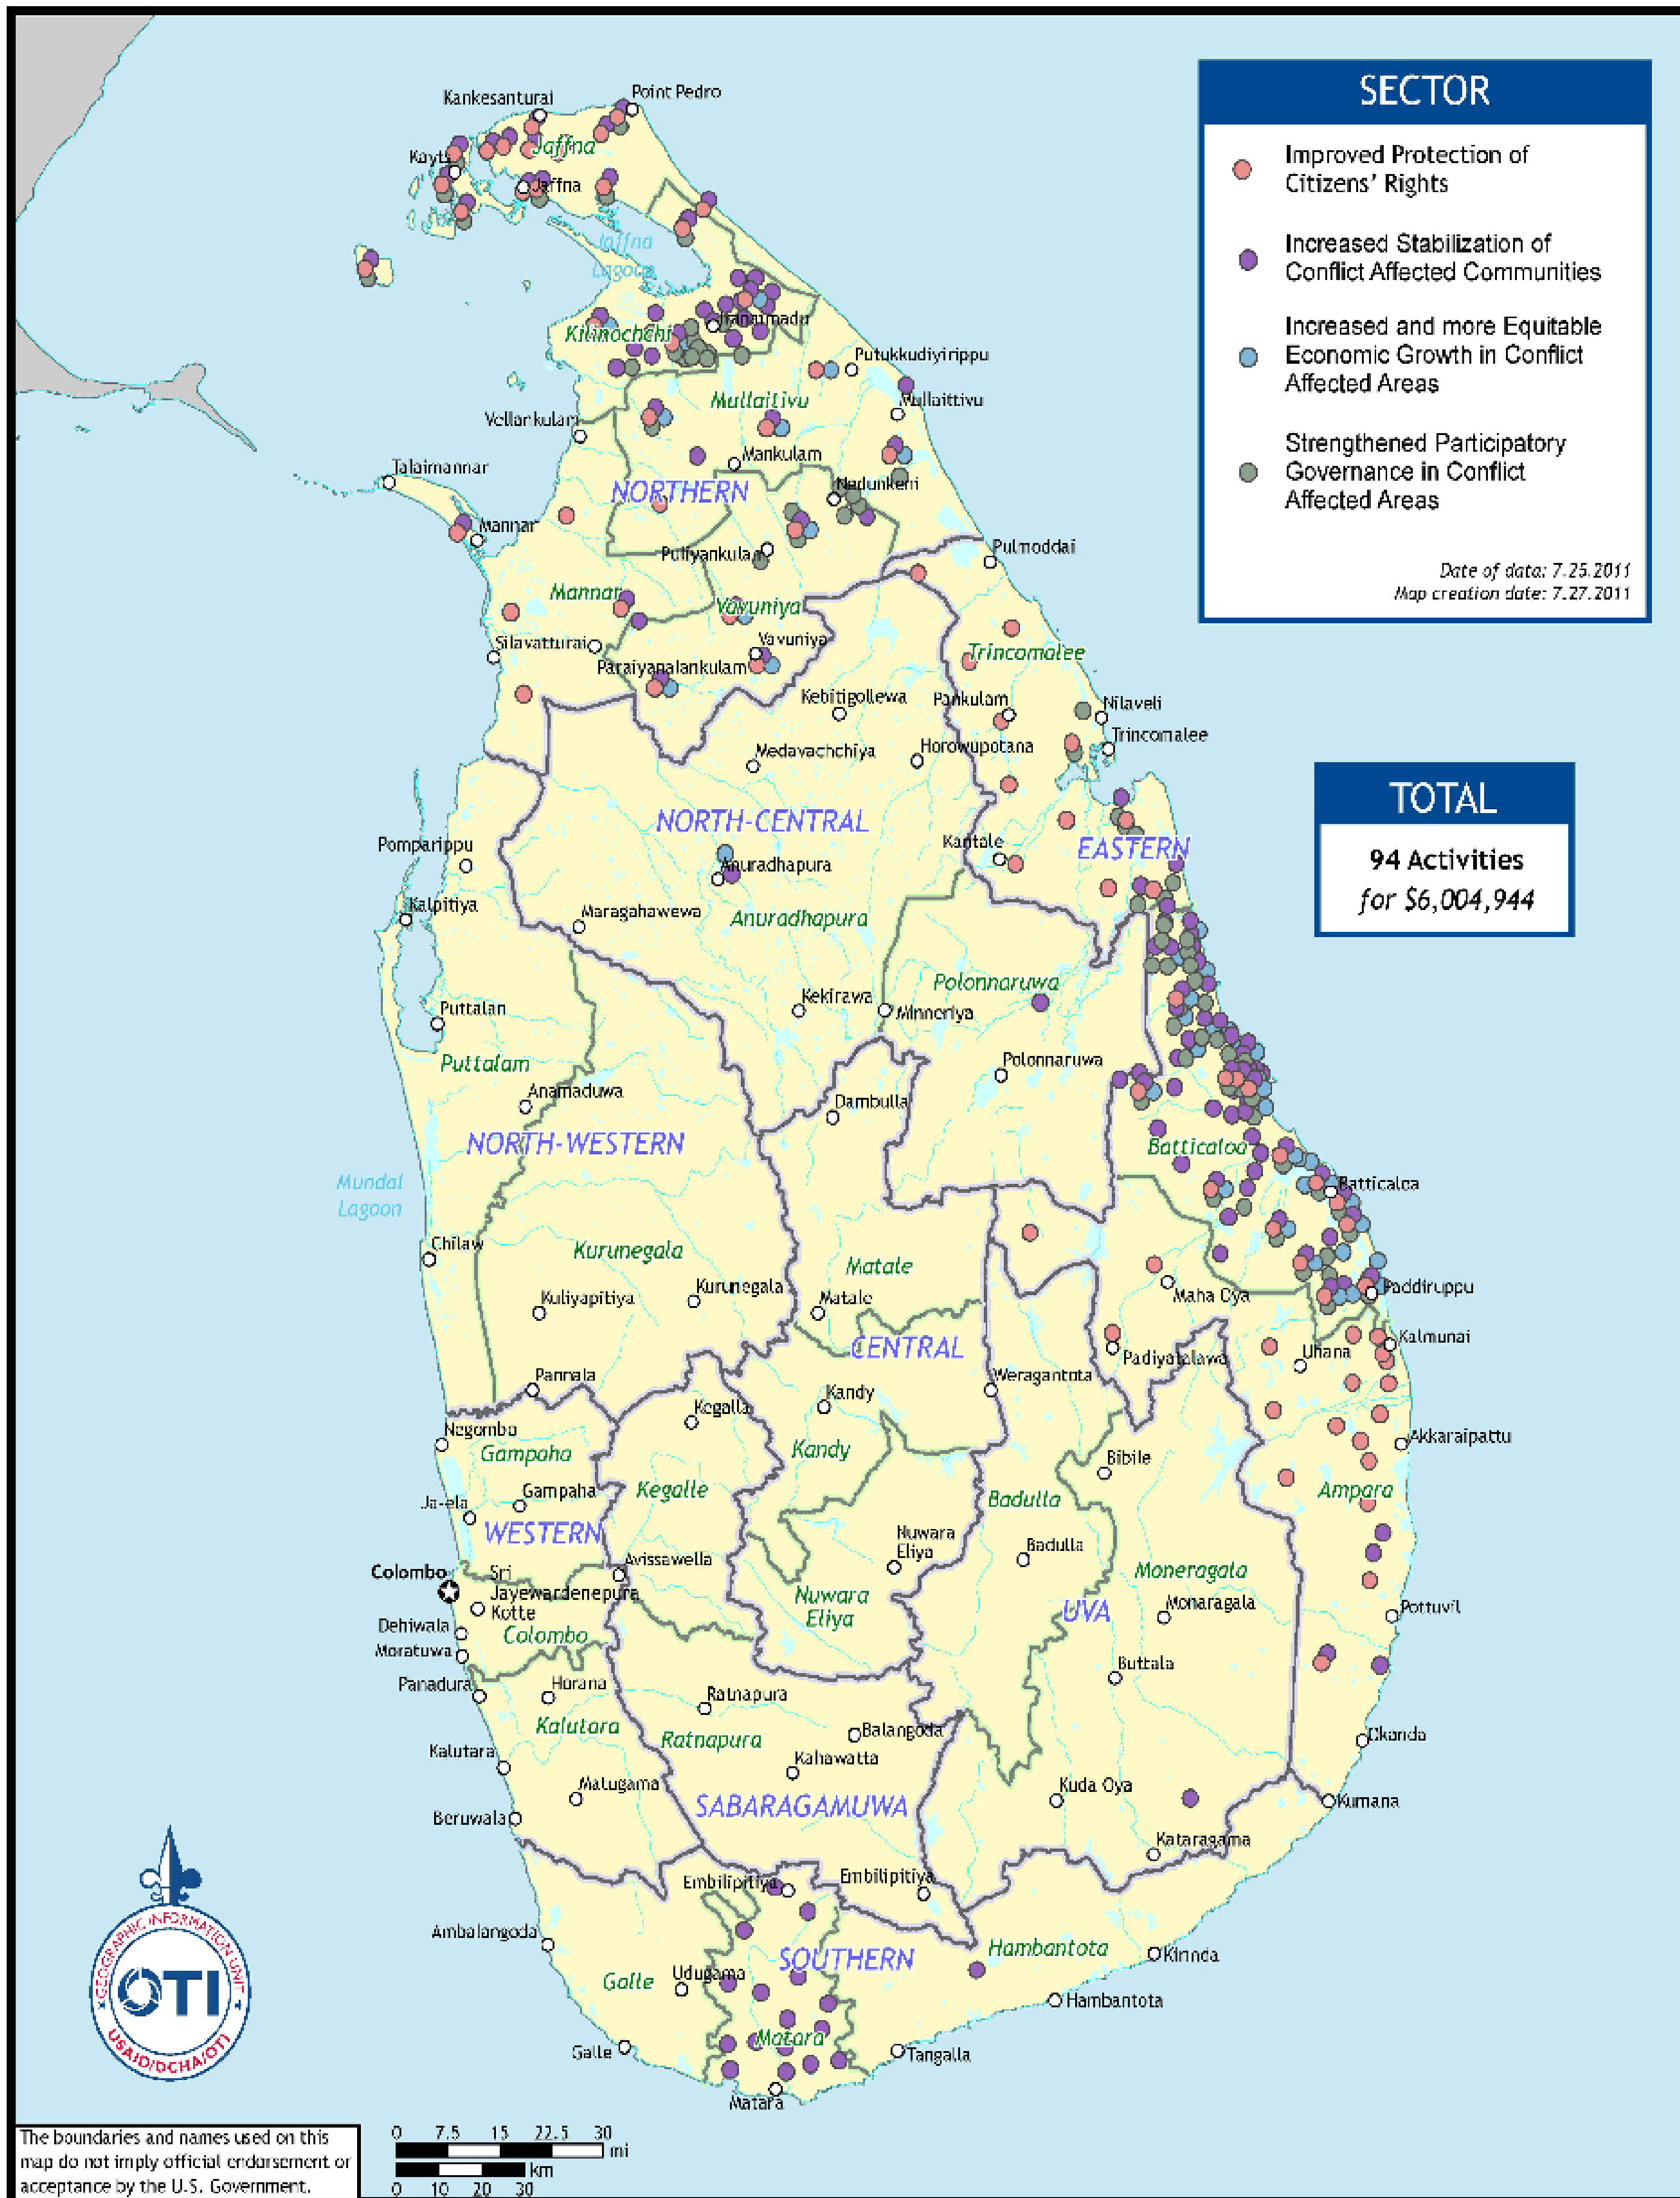 SECTOR
Improved Protection of
Citizens' Rights
Increased Stabilization of
Conflict Affected Communities
Increased and more Equitable
Economic Growth in Conflict
Affected Areas
Strengthened Participatory
Governance in Conflict
Affected Areas
Date of data: 7.25.2011
Map creation date: 7.27.2011
TOTAL
94 Activities
for $6,004,944
Kankesanturai
Point Pedro
Jaffna
Kayts
Jaffna
Jaffna
Lagoon
Kilinochchi
Putukkudiyirippu
Mullaitivu
Mullaittivu
Vellankulam
Mankulam
Talaimannar
NORTHERN
Nedunkeni
Mannar
Puliyankulam
Pulmoddai
Mannar
Vavuniya
Silavatturai
Vavuniya
Trincomalee
Paraiyanalankulam
Kebitigollewa
Pankulam
Nilaveli
Trincomalee
Medavachchiya
Horowupotana
NORTH-CENTRAL
Pomparippu
Kantale
EASTERN
Anuradhapura
Kalpitiya
Maragahawewa
Anuradhapura
Polonnaruwa
Puttalan
Kekirawa
Minneriya
Puttalam
Polonnaruwa
Anamaduwa
Dambulla
NORTH-WESTERN
Batticaloa
Mundal
Lagoon
Batticaloa
Chilaw
Kurunegala
Matale
Kuliyapitiya
Kurunegala
Matale
Maha Oya
Paddiruppu
CENTRAL
Kalmunai
Padiyatalawa
Uhana
Pannala
Kandy
Weragantota
Kegalla
Negombo
Gampaha
Kandy
Akkaraipattu
Bibile
Ja-ela
Gampaha
Kegalle
Badulla
Ampara
WESTERN
Nuwara
Eliya
Badulla
Colombo
Sri
Jayewardenepura
Kotte
Avissawella
Nuwara
Eliya
Moneragala
UVA
Monaragala
Pottuvil
Dehiwala
Colombo
Moratuwa
Buttala
Panadura
Horana
Ratnapura
Kalutara
Ratnapura
Balangoda
Okanda
Kalutara
Kahawatta
Matugama
Kuda Oya
Kumana
SABARAGAMUWA
Beruwala
Kataragama
Embilipitiya
Embilipitiya
Ambalangoda
SOUTHERN
Hambantota
Kirinda
Galle
Udugama
Hambantota
Matara
Galle
Tangalla
Matara
GEOGRAPHIC INFORMATION UNIT
OTI
USAID/DCHA/OTI
The boundaries and names used on this
map do not imply official endorsement or
acceptance by the U.S. Government.
0 7.5 15 22.5 30
mi
km
0 10 20 30